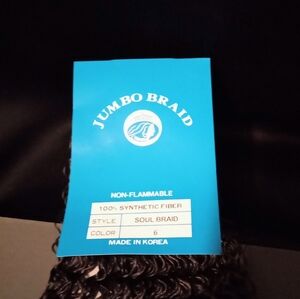 JUMBO BRAID
NON-FLAMMABLE
100% SYNTHETIC FIBER
STYLE SOUL BRAID
COLOR 6
MADE IN KOREA